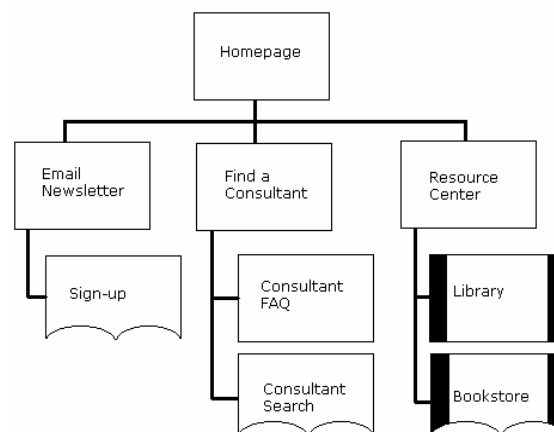 Homepage
Email
Newsletter
Find a
Consultant
Resource
Center
Sign-up
Consultant
FAQ
Library
Consultant
Search
Bookstore